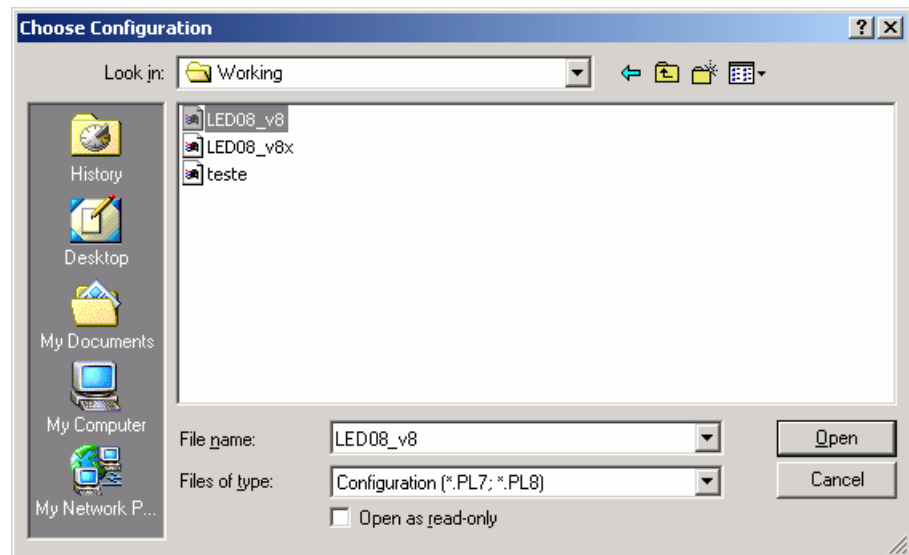 Choose Configuration
Look in: Working
LED08_v8
LED08_v8x
teste
History
Desktop
My Documents
My Computer
My Network P...
File name: LED08_v8 Open
Files of type: Configuration (*.PL7; *.PL8) Cancel
Open as read-only